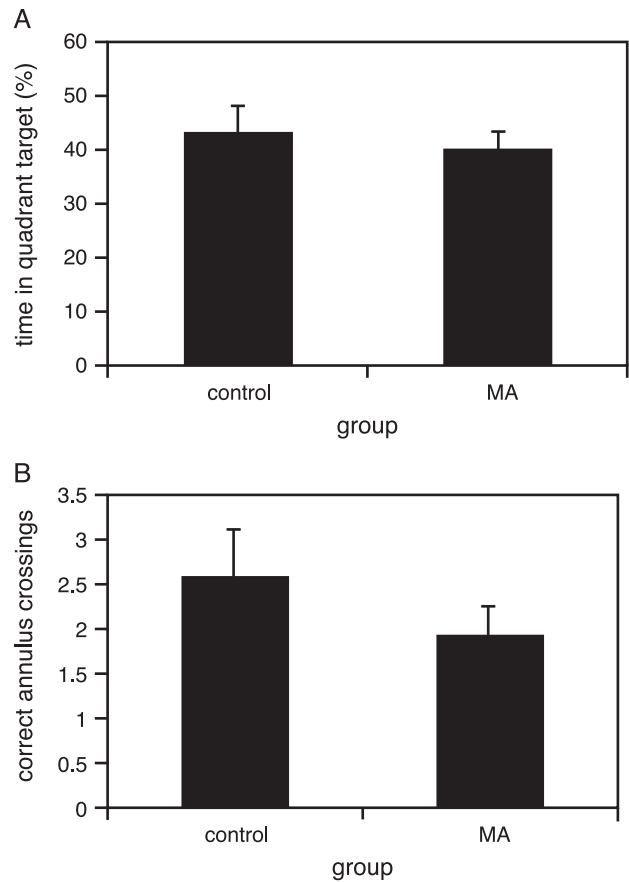 A
time in quadrant target (%)
60
50
40
30
20
10
0
control MA
group
B
correct annulus crossings
3.5
3
2.5
2
1.5
1
0.5
0
control MA
group